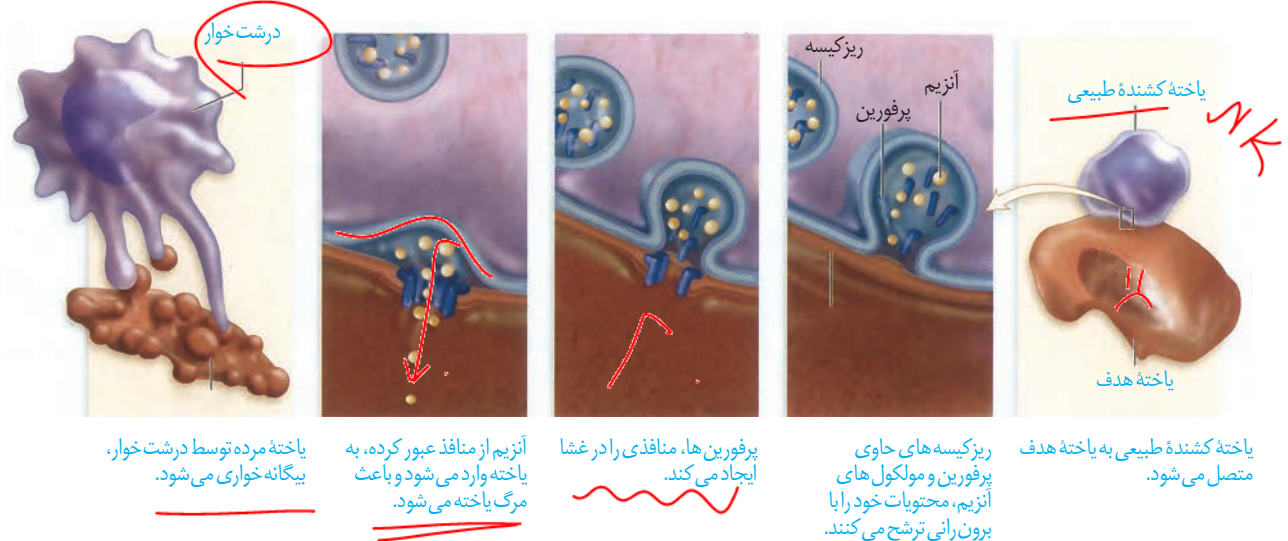 یاختهٔ کشندهٔ طبیعی
NK
یاختهٔ هدف
ریزکیسه
آنزیم
پرفورین
درشت‌خوار
یاختهٔ کشندهٔ طبیعی به یاختهٔ هدف
متصل می‌شود.
ریزکیسه‌های حاوی
پرفورین و مولکول‌های
آنزیم، محتویات خود را با
برون‌رانی ترشح می‌کنند.
پرفورین‌ها، منافذی را در غشا
ایجاد می‌کند.
آنزیم از منافذ عبور کرده، به
یاخته وارد می‌شود و باعث
مرگ یاخته می‌شود.
یاختهٔ مرده توسط درشت‌خوار،
بیگانه‌خواری می‌شود.